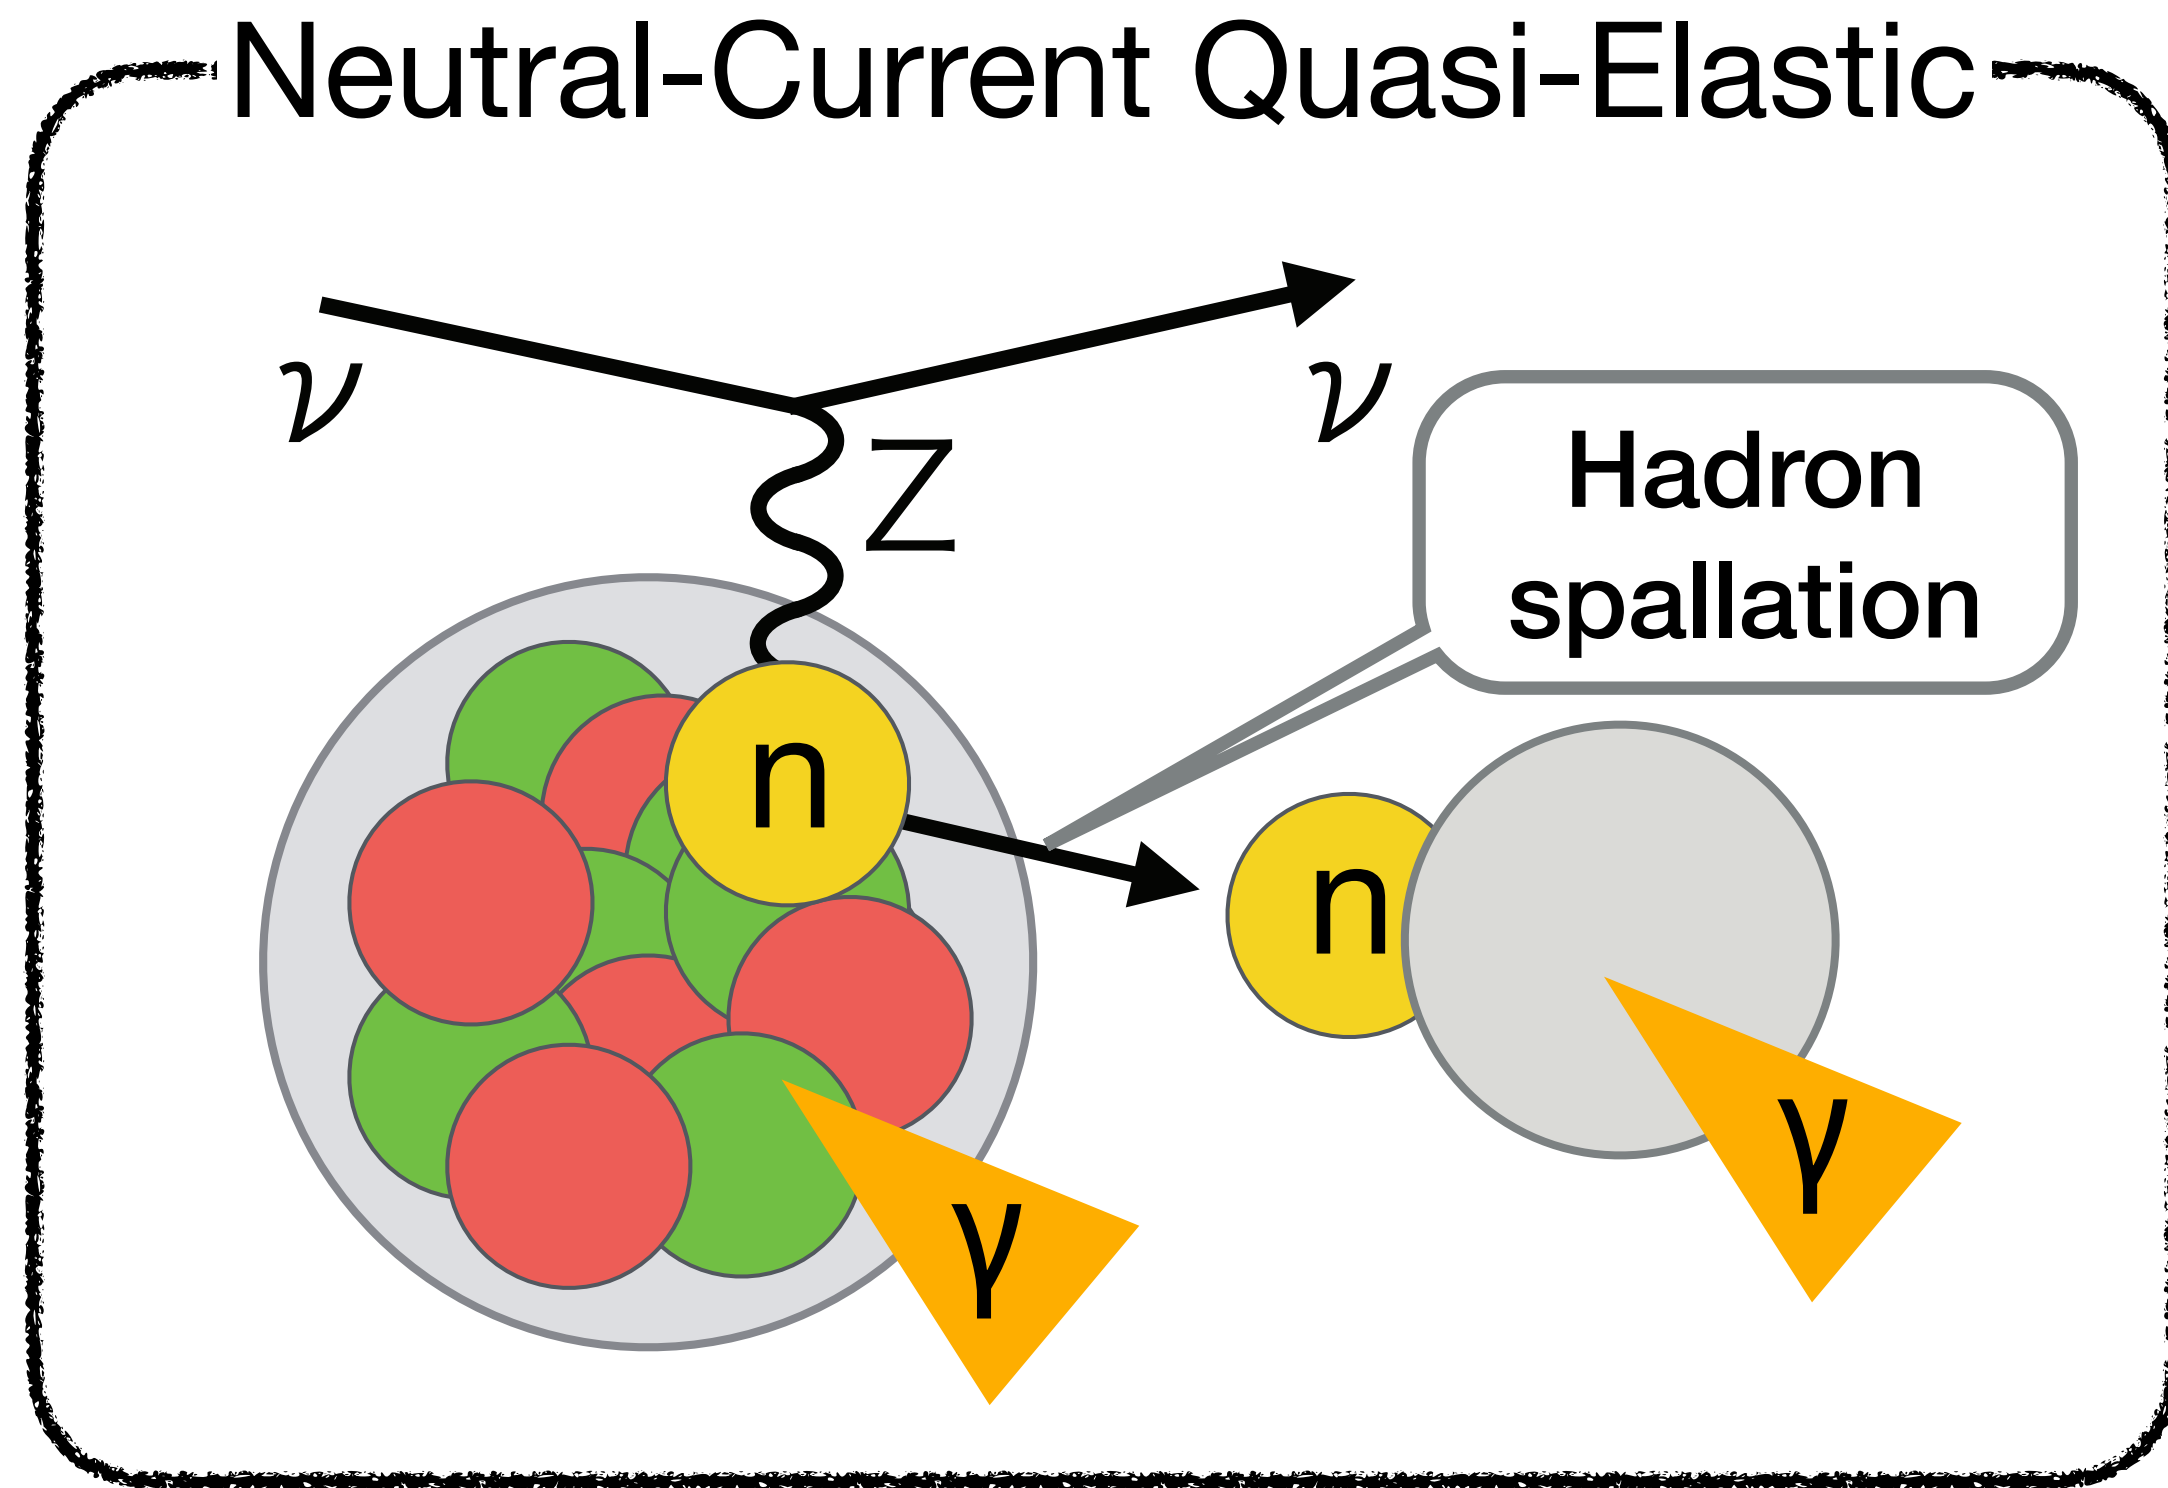 Neutral-Current Quasi-Elastic
ν
ν
Z
Hadron
spallation
n
n
γ
γ